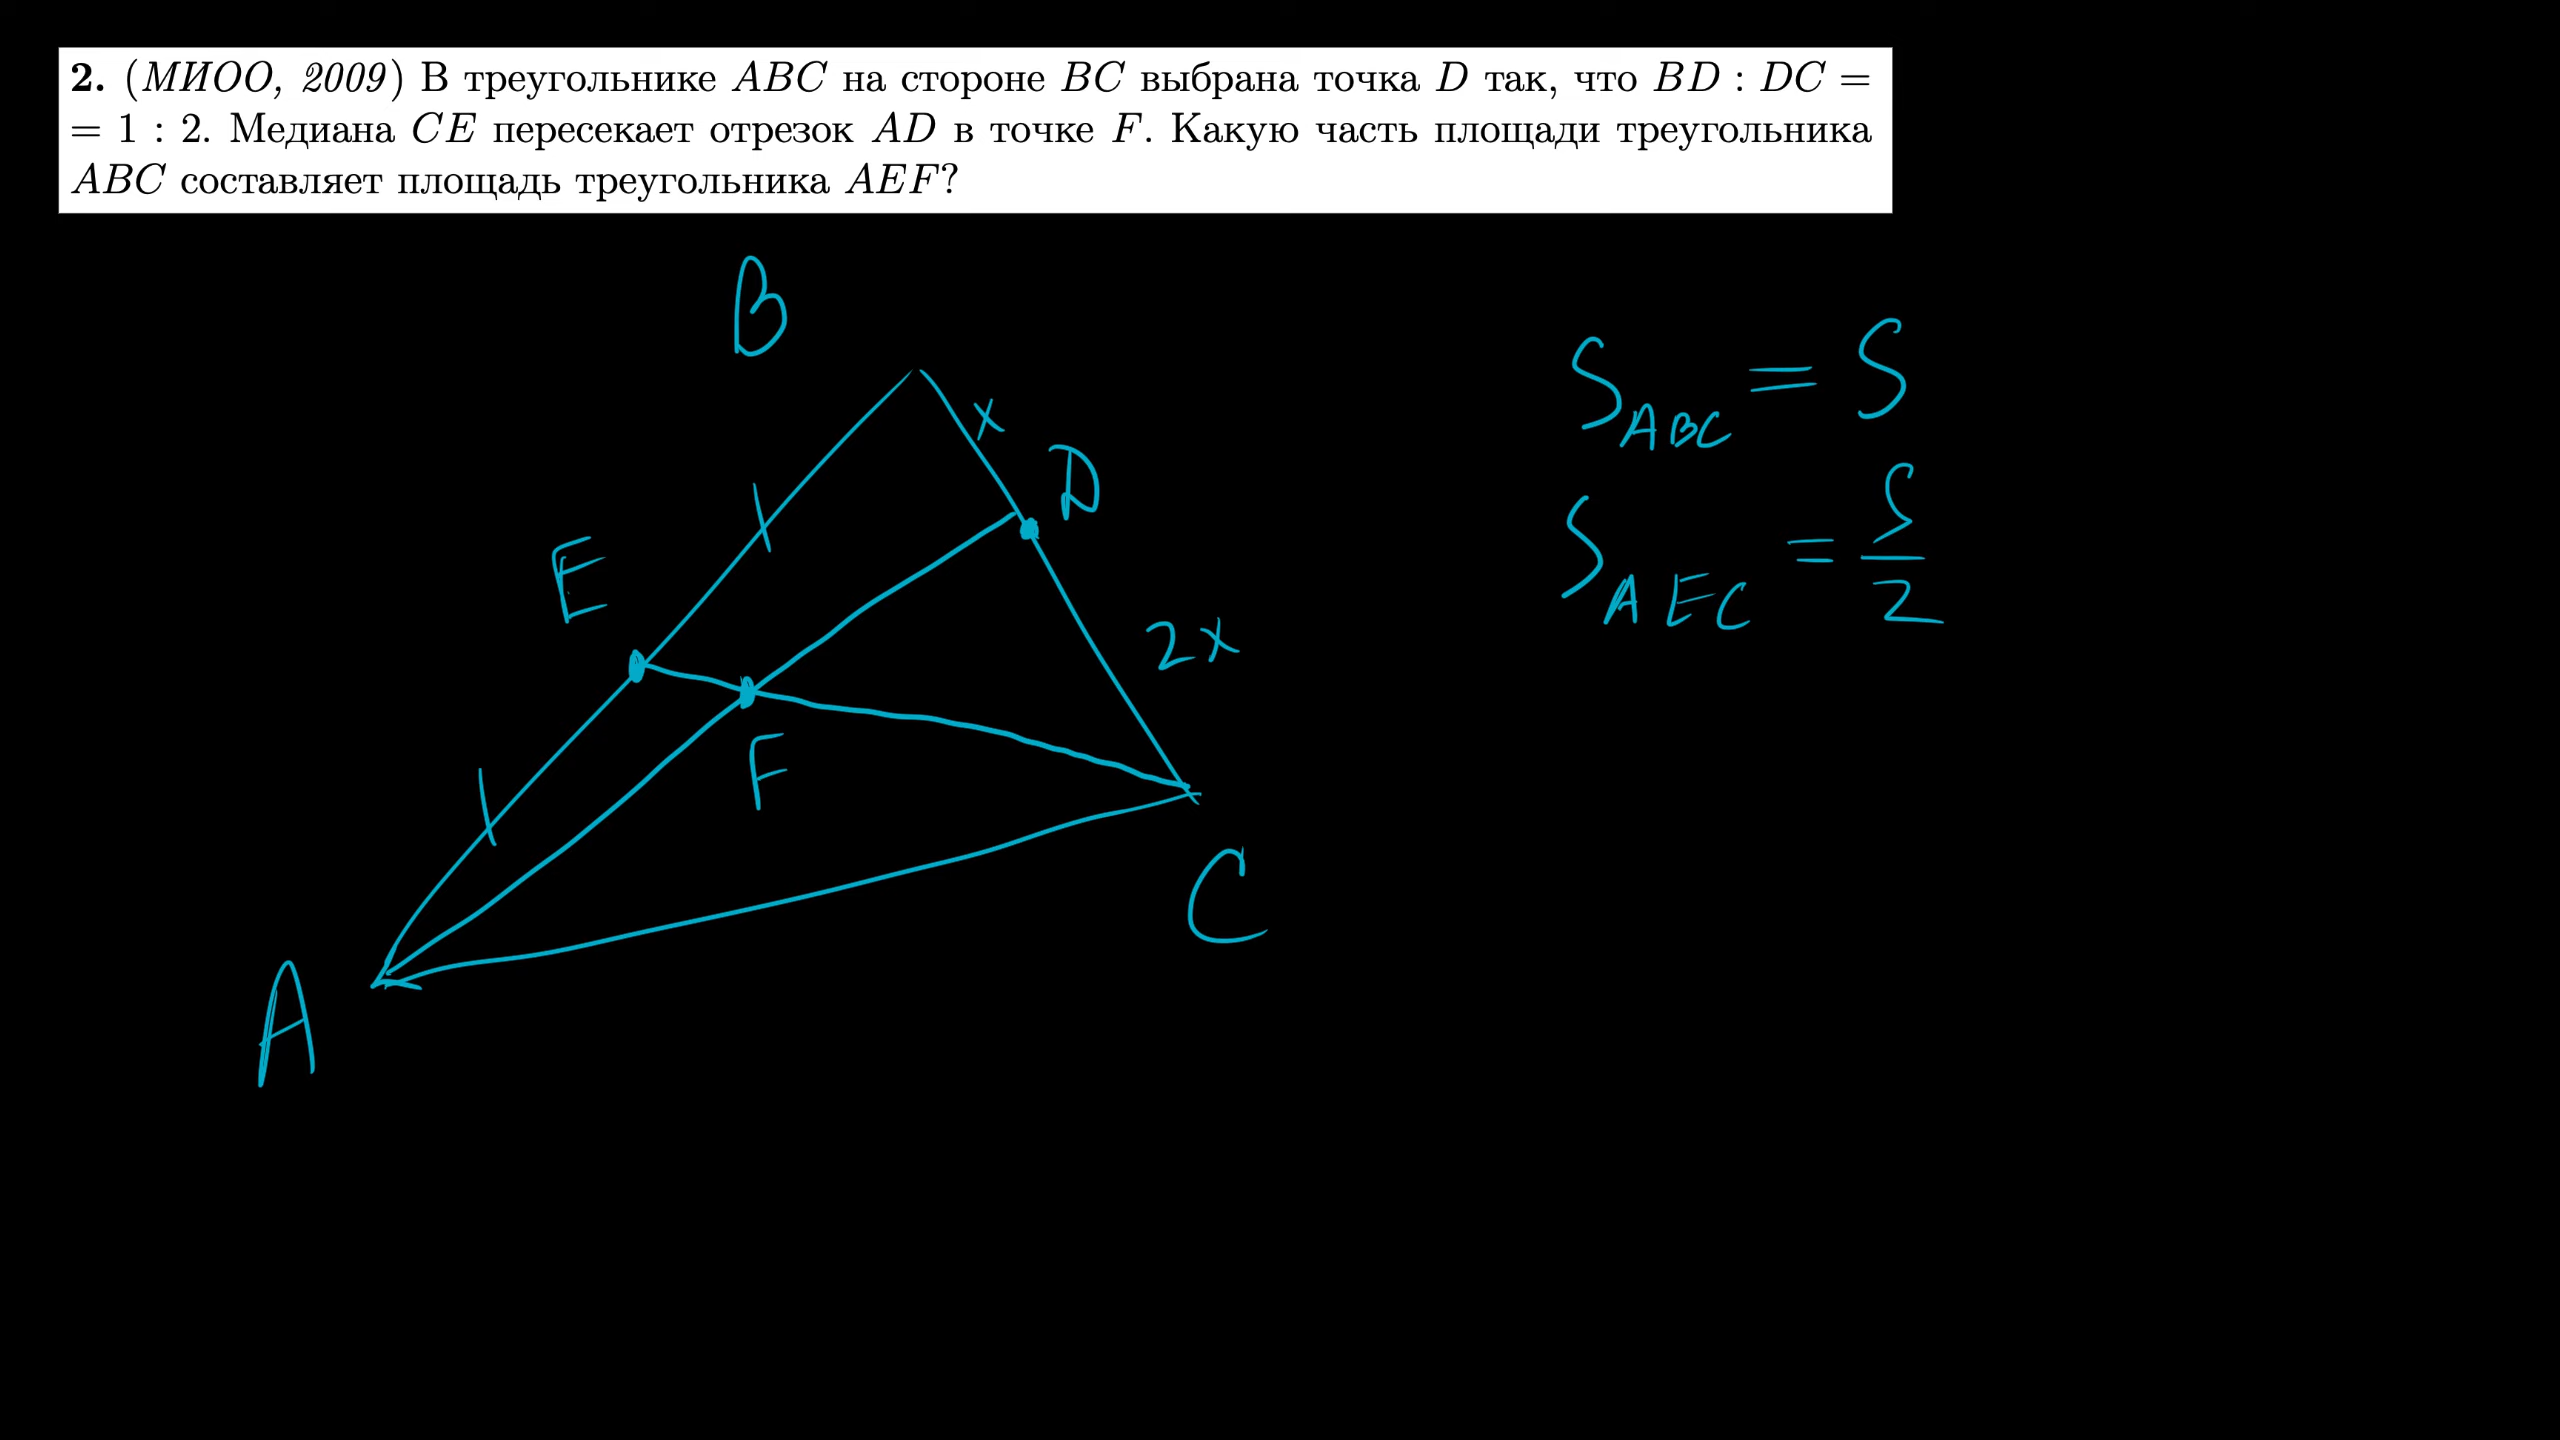 2. (МИОО, 2009) В треугольнике ABC на стороне BC выбрана точка D так, что BD : DC =
= 1 : 2. Медиана CE пересекает отрезок AD в точке F. Какую часть площади треугольника
ABC составляет площадь треугольника AEF?
B
x
D
E
2x
F
C
A
S_ABC = S
S_AEC = S/2